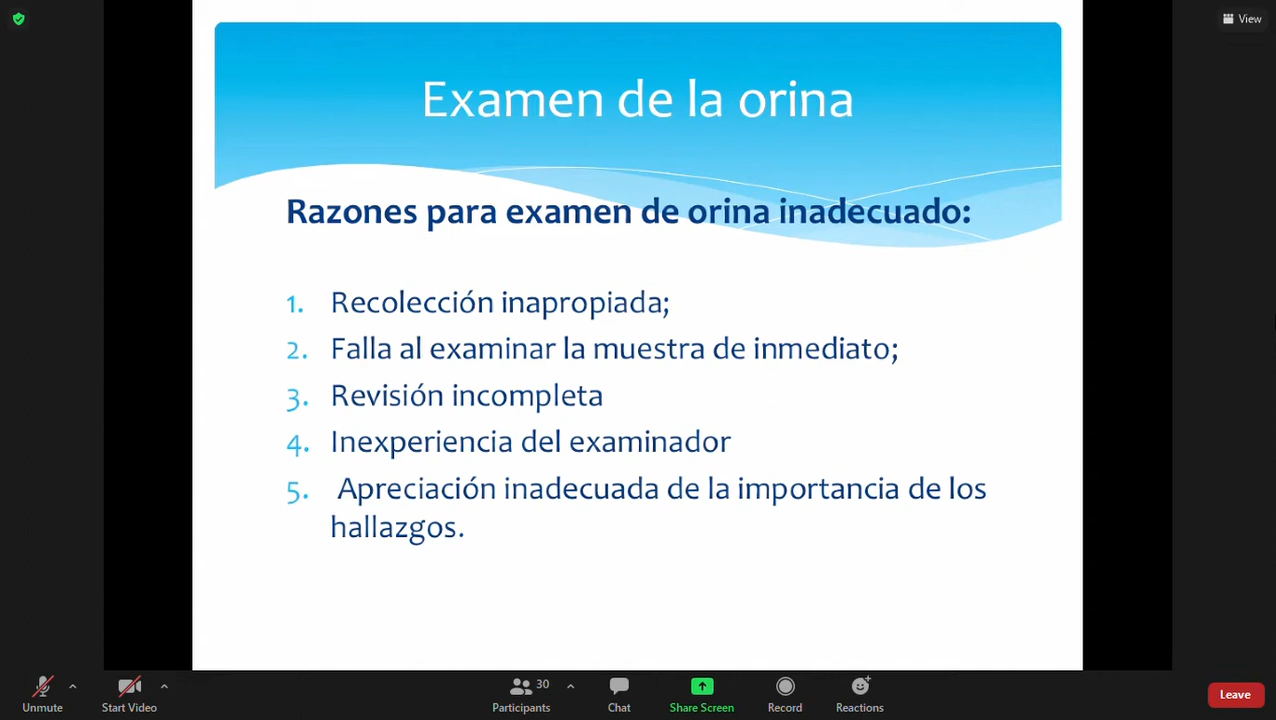 View
Examen de la orina
Razones para examen de orina inadecuado:
1. Recolección inapropiada;
2. Falla al examinar la muestra de inmediato;
3. Revisión incompleta
4. Inexperiencia del examinador
5. Apreciación inadecuada de la importancia de los
hallazgos.
Unmute
Start Video
30
Participants
Chat
Share Screen
Record
Reactions
Leave